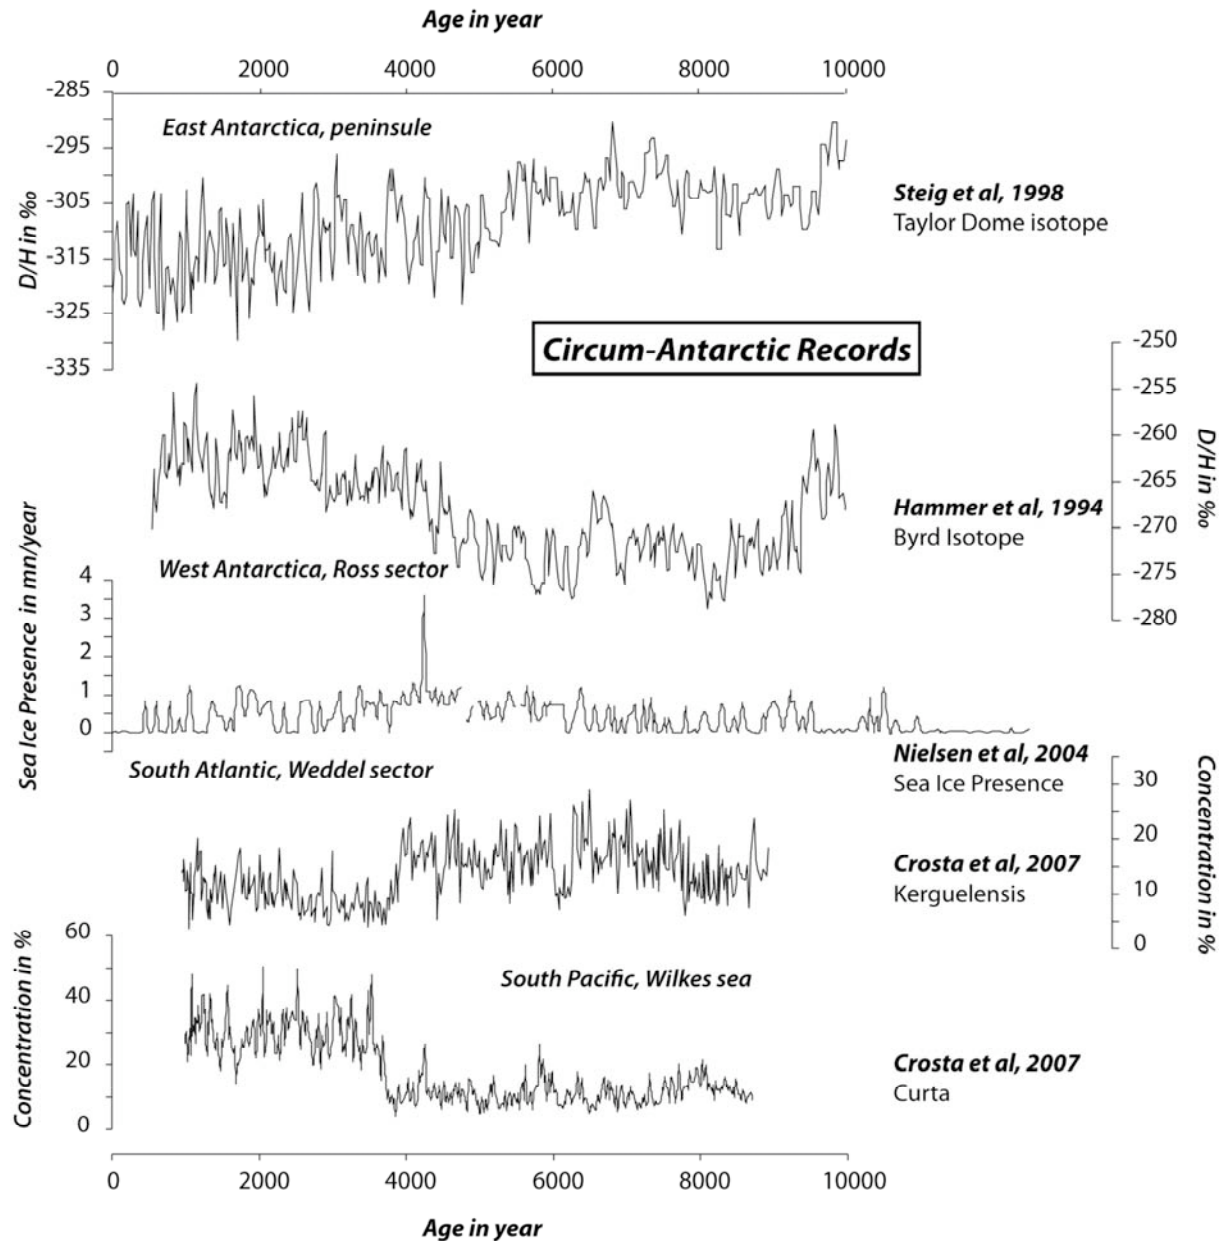 Age in year
0 2000 4000 6000 8000 10000
-285
-295
-305
-315
-325
-335
D/H in ‰
East Antarctica, peninsule
Steig et al, 1998
Taylor Dome isotope
Circum-Antarctic Records
-250
-255
-260
-265
-270
-275
-280
D/H in ‰
Hammer et al, 1994
Byrd Isotope
West Antarctica, Ross sector
Sea Ice Presence in mn/year
4
3
2
1
0
South Atlantic, Weddel sector
Nielsen et al, 2004
Sea Ice Presence
30
20
10
0
Concentration in %
Crosta et al, 2007
Kerguelensis
Concentration in %
60
40
20
0
South Pacific, Wilkes sea
Crosta et al, 2007
Curta
0 2000 4000 6000 8000 10000
Age in year